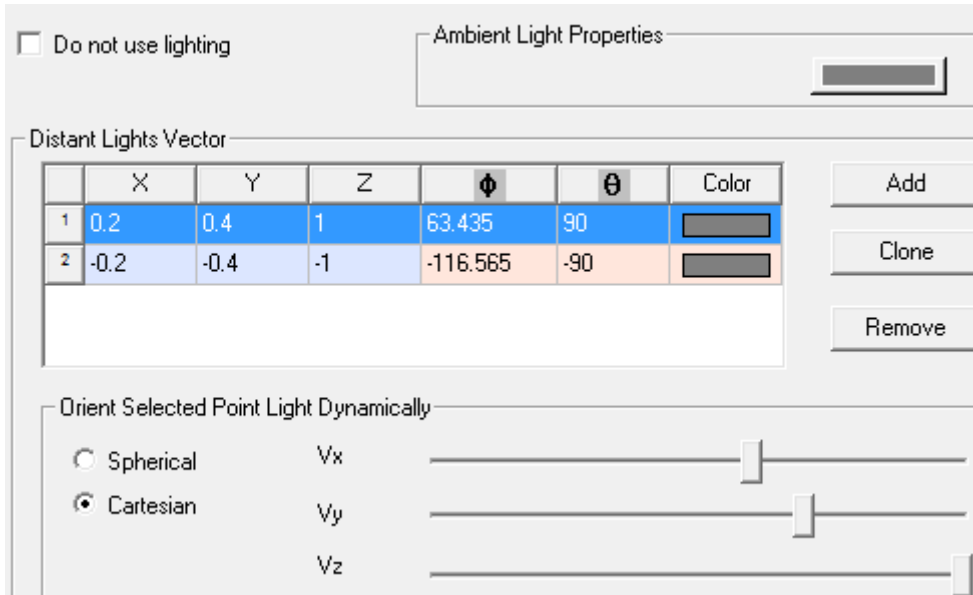 Do not use lighting
Ambient Light Properties
Distant Lights Vector
X Y Z Φ θ Color
1 0.2 0.4 1 63.435 90
2 -0.2 -0.4 -1 -116.565 -90
Add
Clone
Remove
Orient Selected Point Light Dynamically
Spherical
Cartesian
Vx
Vy
Vz